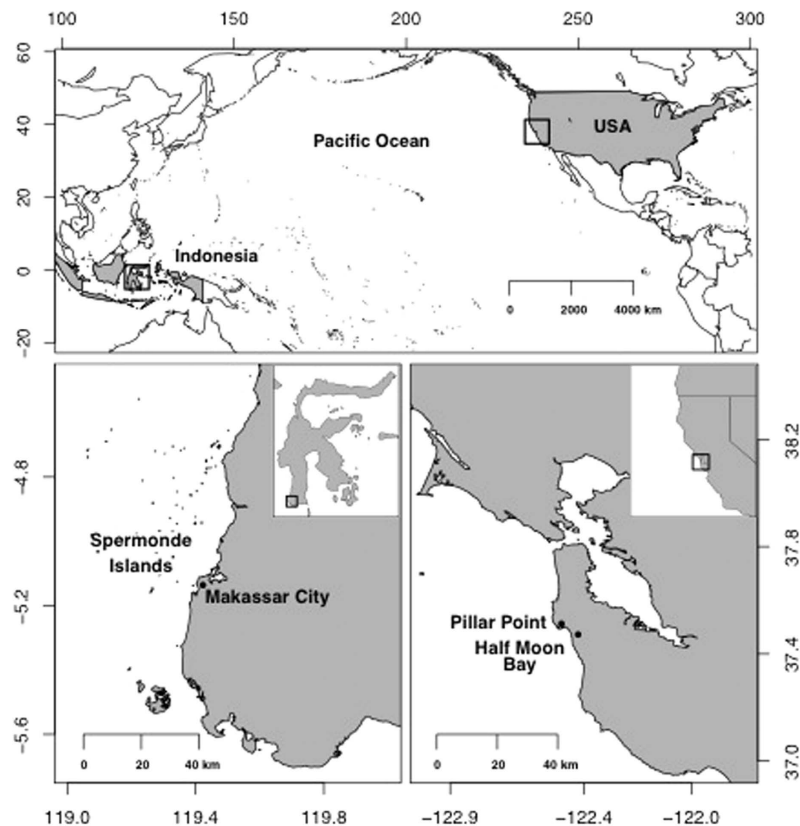 100 150 200 250 300
60
40
20
0
−20
Pacific Ocean
USA
Indonesia
0 2000 4000 km
−4.8
−5.2
−5.6
Spermonde
Islands
Makassar City
0 20 40 km
119.0 119.4 119.8
38.2
37.8
37.4
37.0
Pillar Point
Half Moon
Bay
0 20 40 km
−122.9 −122.4 −122.0